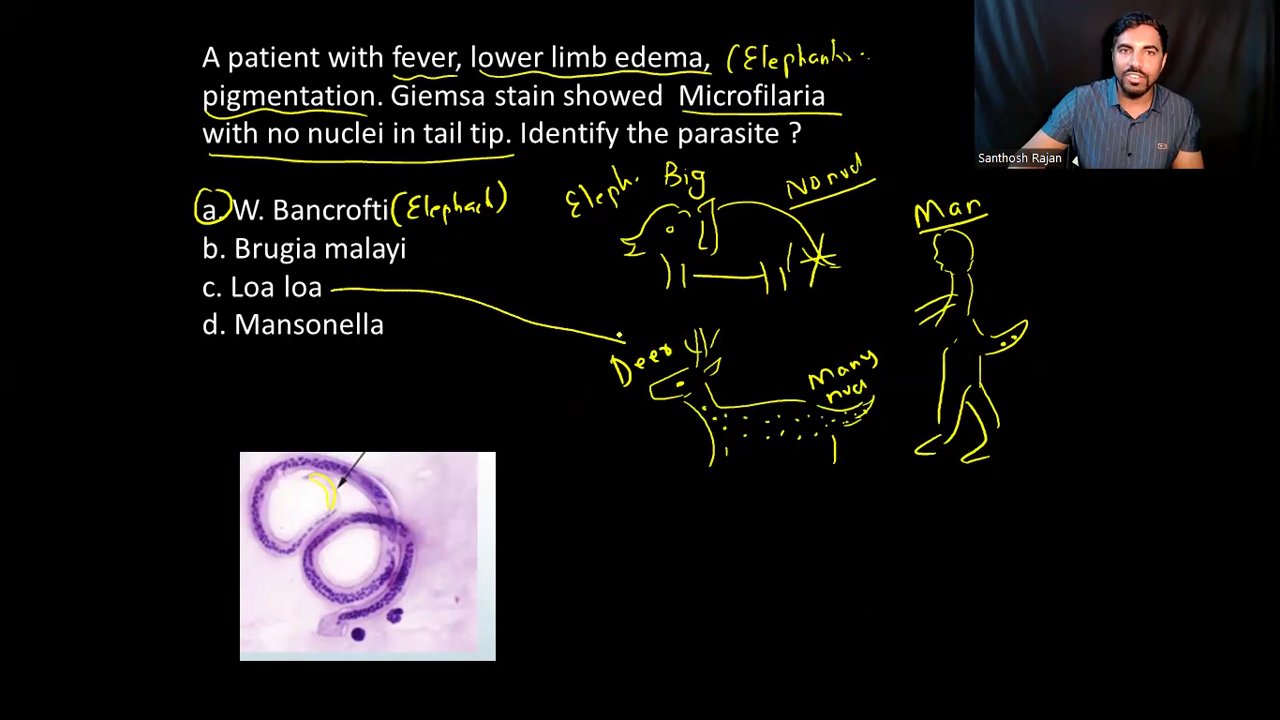 A patient with fever, lower limb edema, (Elephantis..
pigmentation. Giemsa stain showed Microfilaria
with no nuclei in tail tip. Identify the parasite ?
Santhosh Rajan
a. W. Bancrofti (Elephant)
Eleph. Big
No nucl
Man
b. Brugia malayi
c. Loa loa
d. Mansonella
Deer
Many
nucl